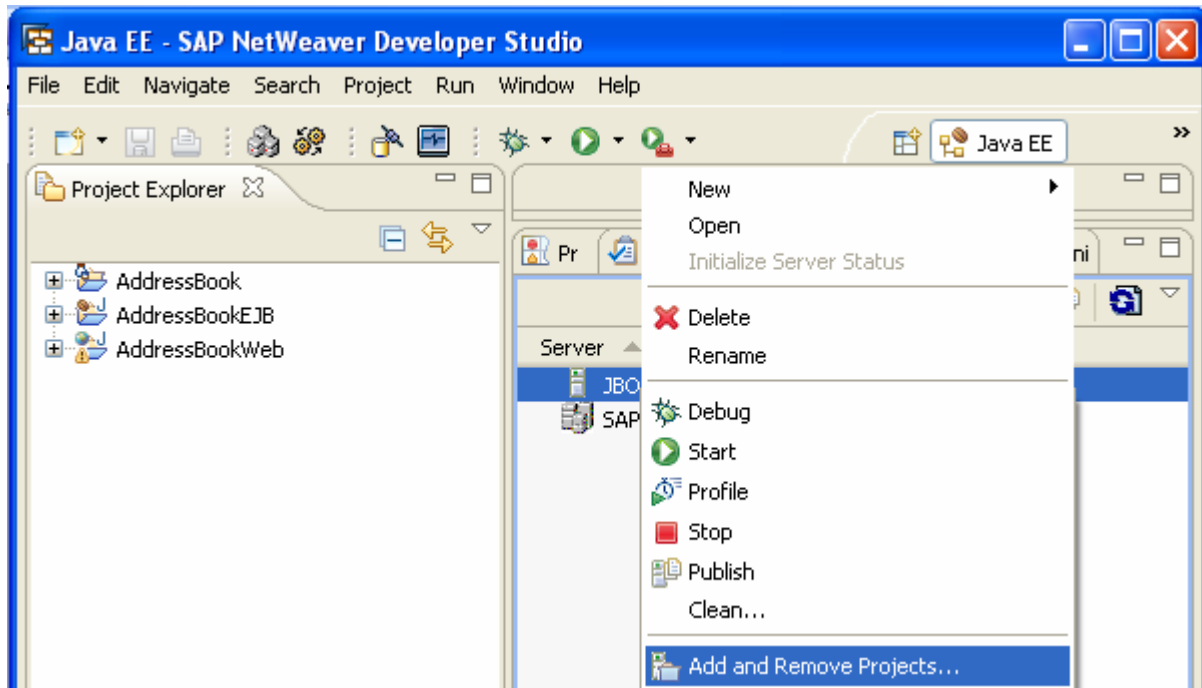 Java EE - SAP NetWeaver Developer Studio
File Edit Navigate Search Project Run Window Help
Java EE
Project Explorer
AddressBook
AddressBookEJB
AddressBookWeb
Pr
ni
Server
JBO
SAP
New
Open
Initialize Server Status
Delete
Rename
Debug
Start
Profile
Stop
Publish
Clean...
Add and Remove Projects...